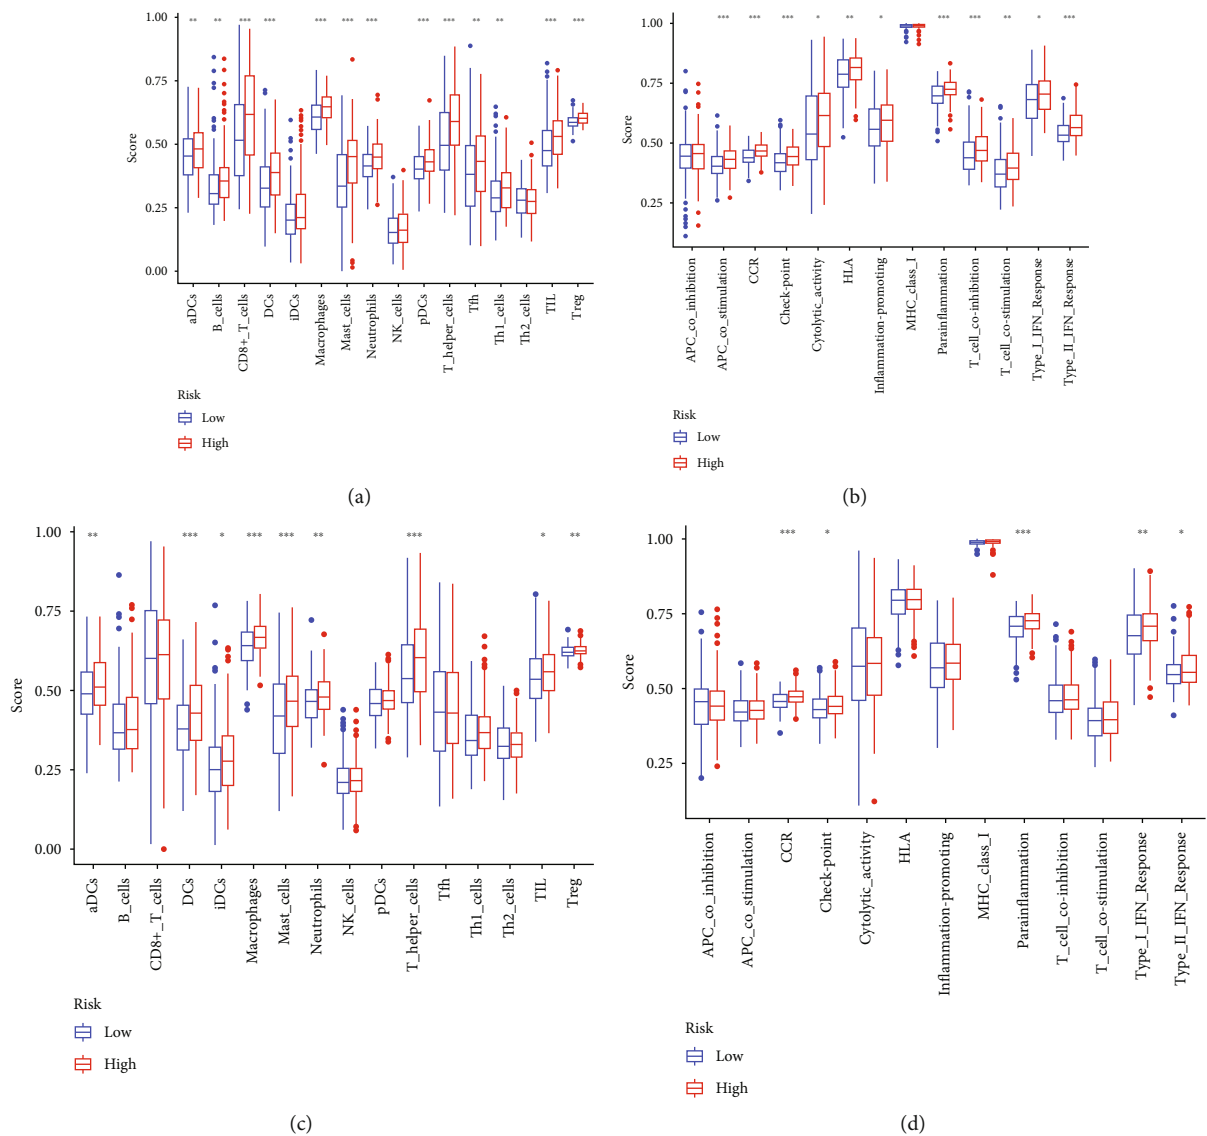 ** ** *** *** *** *** *** *** *** ** ** *** ***
1.00
0.75
0.50
0.25
0.00
Score
aDCs
B_cells
CD8+_T_cells
DCs
iDCs
Macrophages
Mast_cells
Neutrophils
NK_cells
pDCs
T_helper_cells
Tfh
Th1_cells
Th2_cells
TIL
Treg
Risk
Low
High
(a)
*** *** *** * ** * *** *** ** * ***
1.00
0.75
0.50
0.25
Score
APC_co_inhibition
APC_co_stimulation
CCR
Check-point
Cytolytic_activity
HLA
Inflammation-promoting
MHC_class_I
Parainflammation
T_cell_co-inhibition
T_cell_co-stimulation
Type_I_IFN_Response
Type_II_IFN_Response
Risk
Low
High
(b)
** *** * *** *** ** *** * **
1.00
0.75
0.50
0.25
0.00
Score
aDCs
B_cells
CD8+_T_cells
DCs
iDCs
Macrophages
Mast_cells
Neutrophils
NK_cells
pDCs
T_helper_cells
Tfh
Th1_cells
Th2_cells
TIL
Treg
Risk
Low
High
(c)
*** * *** ** *
1.00
0.75
0.50
0.25
Score
APC_co_inhibition
APC_co_stimulation
CCR
Check-point
Cytolytic_activity
HLA
Inflammation-promoting
MHC_class_I
Parainflammation
T_cell_co-inhibition
T_cell_co-stimulation
Type_I_IFN_Response
Type_II_IFN_Response
Risk
Low
High
(d)